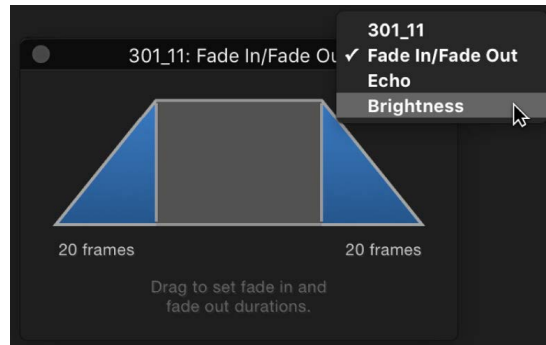 301_11
301_11: Fade In/Fade Ou
✓ Fade In/Fade Out
Echo
Brightness
20 frames
20 frames
Drag to set fade in and
fade out durations.